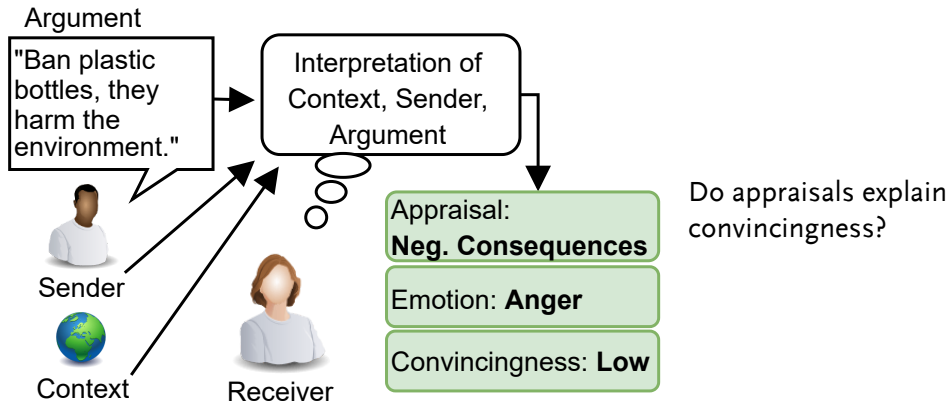 Argument
"Ban plastic
bottles, they
harm the
environment."
Interpretation of
Context, Sender,
Argument
Sender
Context
Receiver
Appraisal:
Neg. Consequences
Emotion: Anger
Convincingness: Low
Do appraisals explain
convincingness?